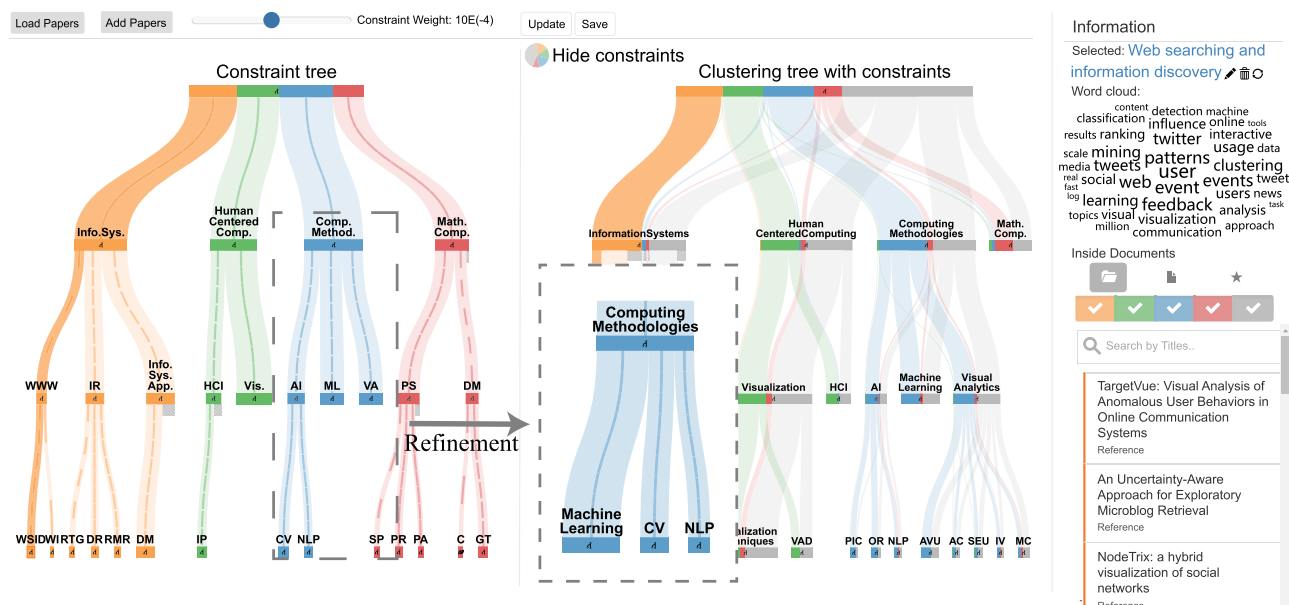 Load Papers
Add Papers
Constraint Weight: 10E(-4)
Update
Save
Hide constraints
Constraint tree
Info.Sys.
Human
Centered
Comp.
Comp.
Method.
Math.
Comp.
WWW
IR
Info.
Sys.
App.
HCI
Vis.
AI
ML
VA
PS
DM
WSI
DWI
RTG
DR
RMR
DM
IP
CV
NLP
SP
PR
PA
C
GT
Refinement
Clustering tree with constraints
InformationSystems
Human
CenteredComputing
Computing
Methodologies
Math.
Comp.
Computing
Methodologies
Machine
Learning
CV
NLP
Visualization
HCI
AI
Machine
Learning
Visual
Analytics
VAD
PIC
OR
NLP
AVU
AC
SEU
IV
MC
Information
Selected: Web searching and
information discovery
Word cloud:
content
detection machine
classification
influence online tools
results ranking
twitter interactive
usage data
scale mining patterns
media tweets
user
clustering
real social web
event events tweet
fast
log learning feedback
users news
task
topics visual
visualization
analysis
million
communication
approach
Inside Documents
Search by Titles..
TargetVue: Visual Analysis of
Anomalous User Behaviors in
Online Communication
Systems
Reference
An Uncertainty-Aware
Approach for Exploratory
Microblog Retrieval
Reference
NodeTrix: a hybrid
visualization of social
networks